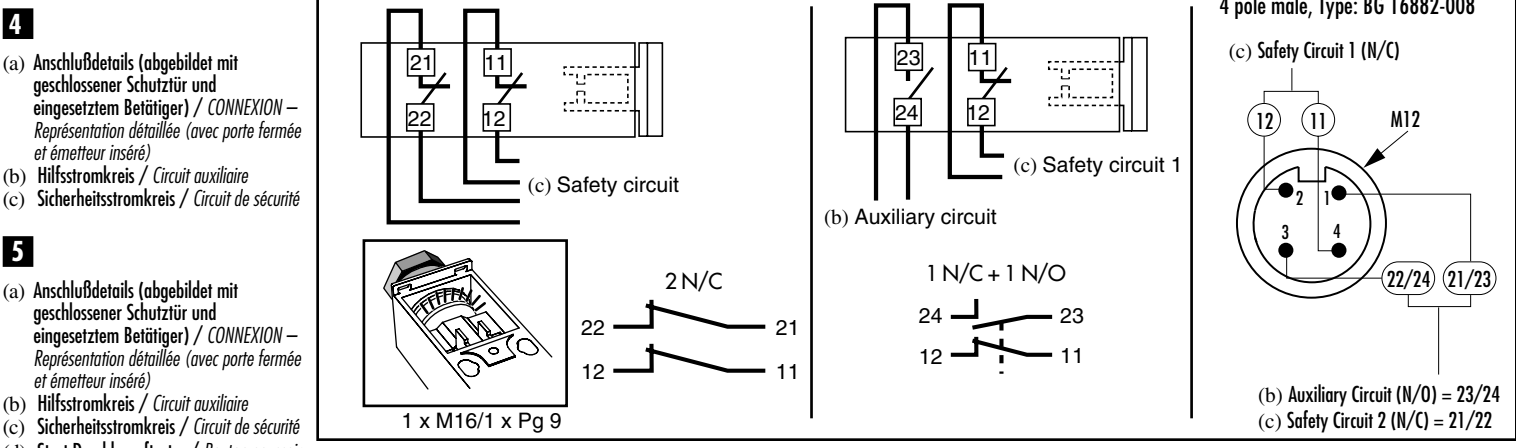 4
(a) Anschlußdetails (abgebildet mit
geschlossener Schutztür und
eingesetztem Betätiger) / CONNEXION –
Représentation détaillée (avec porte fermée
et émetteur inséré)
(b) Hilfsstromkreis / Circuit auxiliaire
(c) Sicherheitsstromkreis / Circuit de sécurité
5
(a) Anschlußdetails (abgebildet mit
geschlossener Schutztür und
eingesetztem Betätiger) / CONNEXION –
Représentation détaillée (avec porte fermée
et émetteur inséré)
(b) Hilfsstromkreis / Circuit auxiliaire
(c) Sicherheitsstromkreis / Circuit de sécurité
21 11
22 12
(c) Safety circuit
2 N/C
22 21
12 11
1 x M16/1 x Pg 9
23 11
24 12
(c) Safety circuit 1
(b) Auxiliary circuit
1 N/C + 1 N/O
24 23
12 11
4 pole male, Type: BG 16882-008
(c) Safety Circuit 1 (N/C)
12 11 M12
2 1
3 4
22/24 21/23
(b) Auxiliary Circuit (N/O) = 23/24
(c) Safety Circuit 2 (N/C) = 21/22